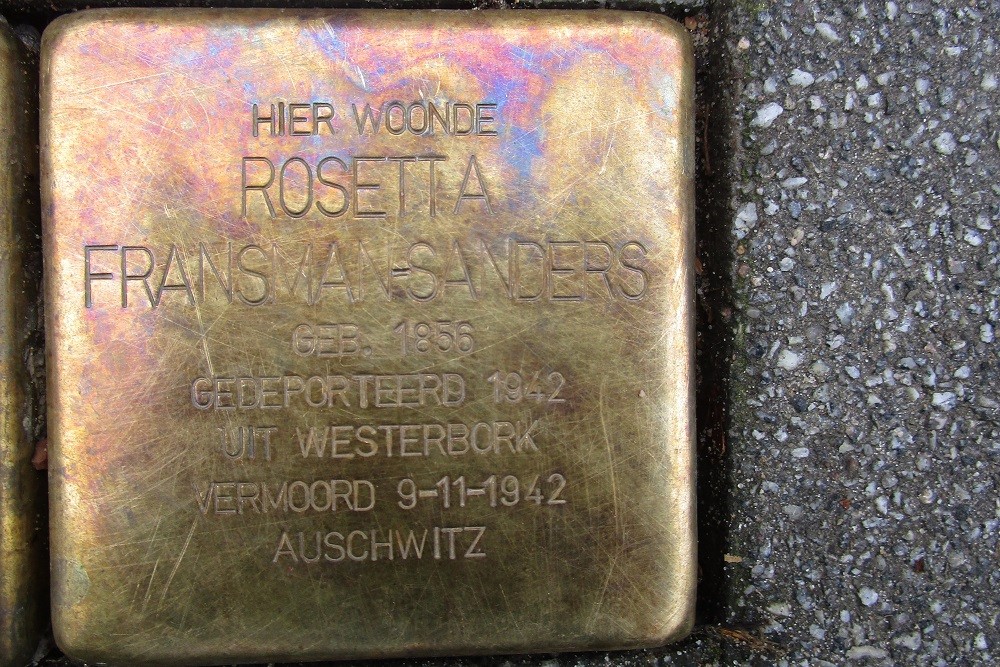 HIER WOONDE
ROSETTA
FRANSMAN-SANDERS
GEB. 1856
GEDEPORTEERD 1942
UIT WESTERBORK
VERMOORD 9-11-1942
AUSCHWITZ